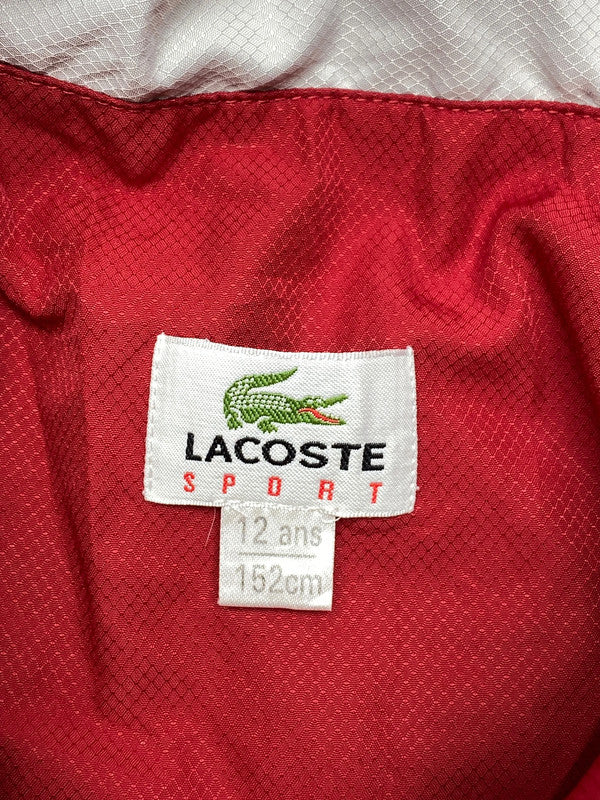 LACOSTE
SPORT
12 ans
152cm